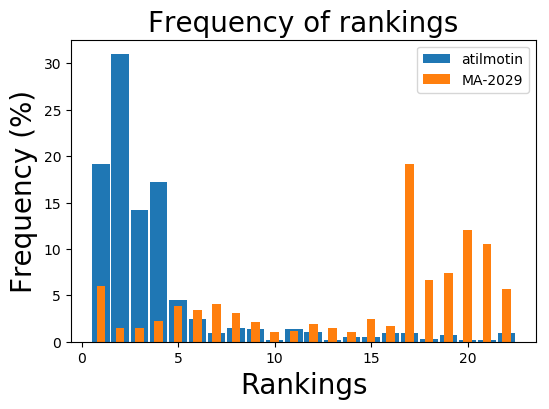 Frequency of rankings
Frequency (%)
30
25
20
15
10
5
0
0 5 10 15 20
Rankings
atilmotin
MA-2029